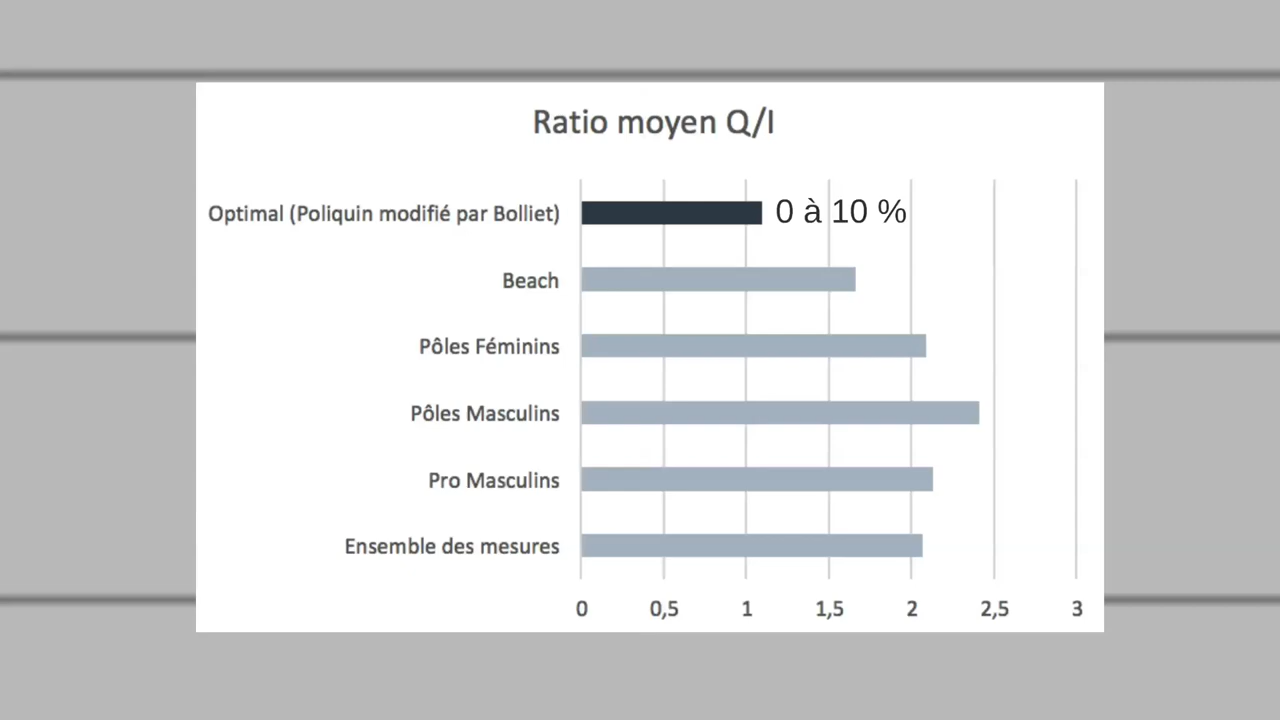 Ratio moyen Q/I
Optimal (Poliquin modifié par Bolliet)
0 à 10 %
Beach
Pôles Féminins
Pôles Masculins
Pro Masculins
Ensemble des mesures
0 0,5 1 1,5 2 2,5 3